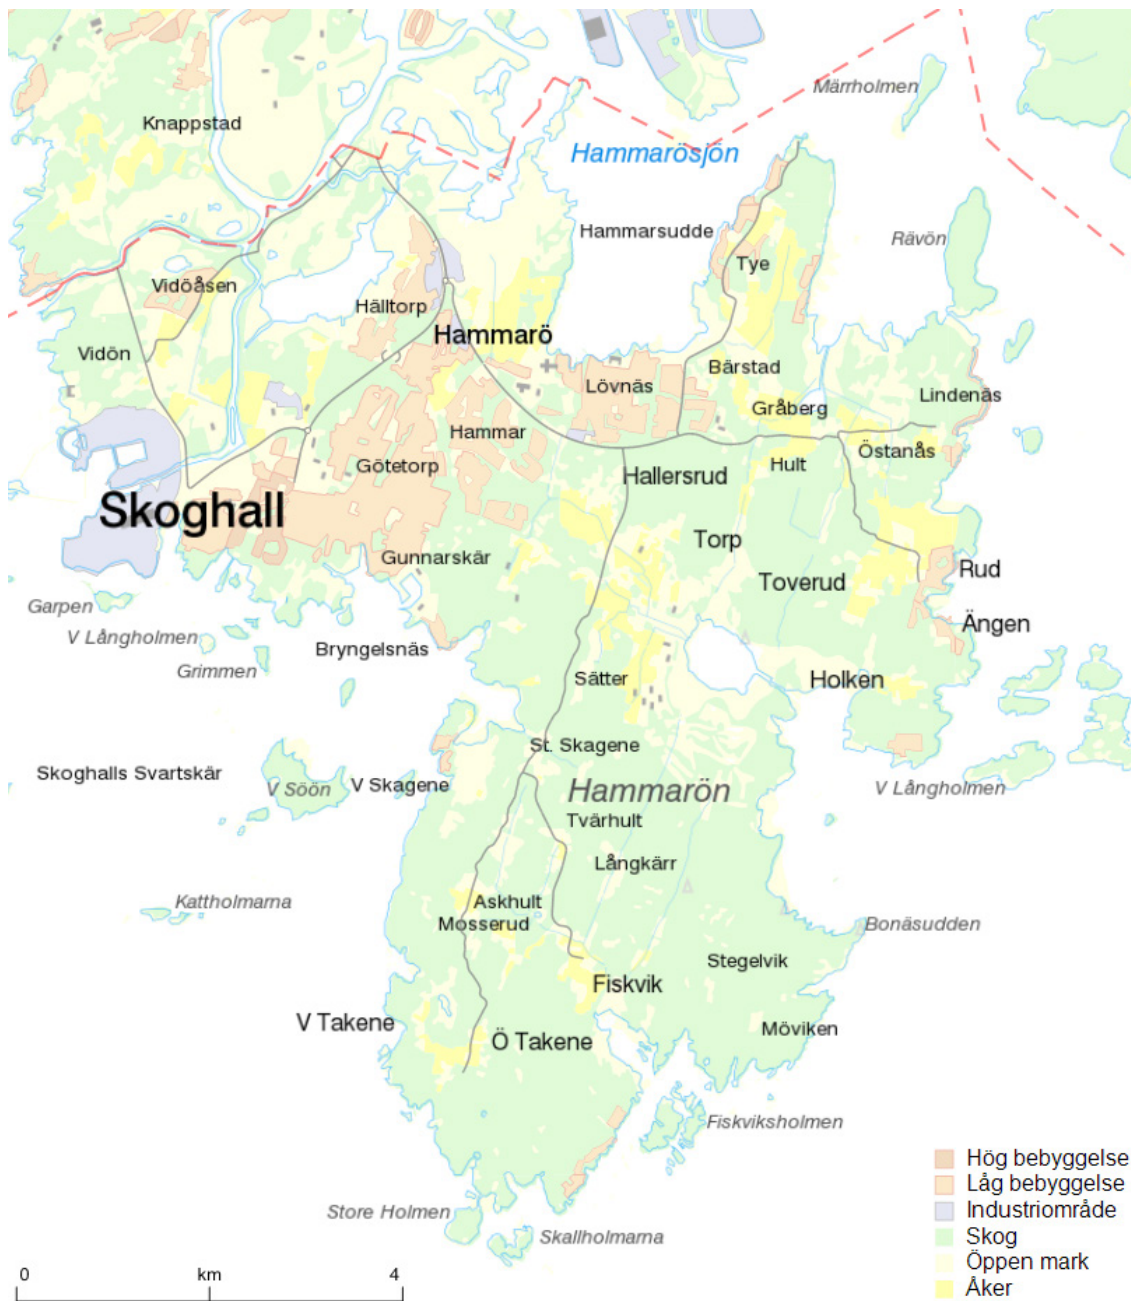 Märrholmen
Knappstad
Hammarösjön
Hammarsudde
Rävön
Tye
Vidöåsen
Hälltorp
Hammarö
Vidön
Bärstad
Lövnäs
Lindenäs
Gråberg
Hammar
Östanås
Götetorp
Hult
Hallersrud
Skoghall
Torp
Gunnarskär
Toverud
Rud
Garpen
V Långholmen
Ängen
Bryngelsnäs
Grimmen
Sätter
Holken
St. Skagene
Skoghalls Svartskär
V Söön
V Skagene
Hammarön
V Långholmen
Tvärhult
Långkärr
Kattholmarna
Askhult
Mosserud
Bonäsudden
Stegelvik
Fiskvik
V Takene
Möviken
Ö Takene
Fiskviksholmen
Store Holmen
Skallholmarna
Hög bebyggelse
Låg bebyggelse
Industriområde
Skog
Öppen mark
Åker
0 km 4